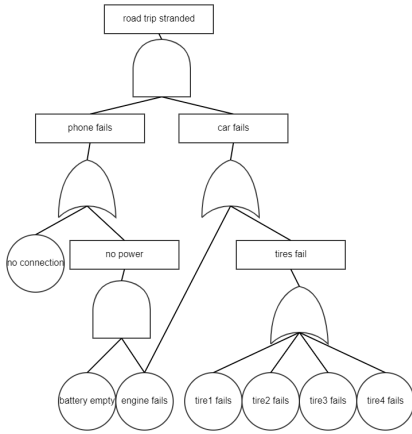 road trip stranded
phone fails
car fails
no connection
no power
tires fail
battery empty
engine fails
tire1 fails
tire2 fails
tire3 fails
tire4 fails